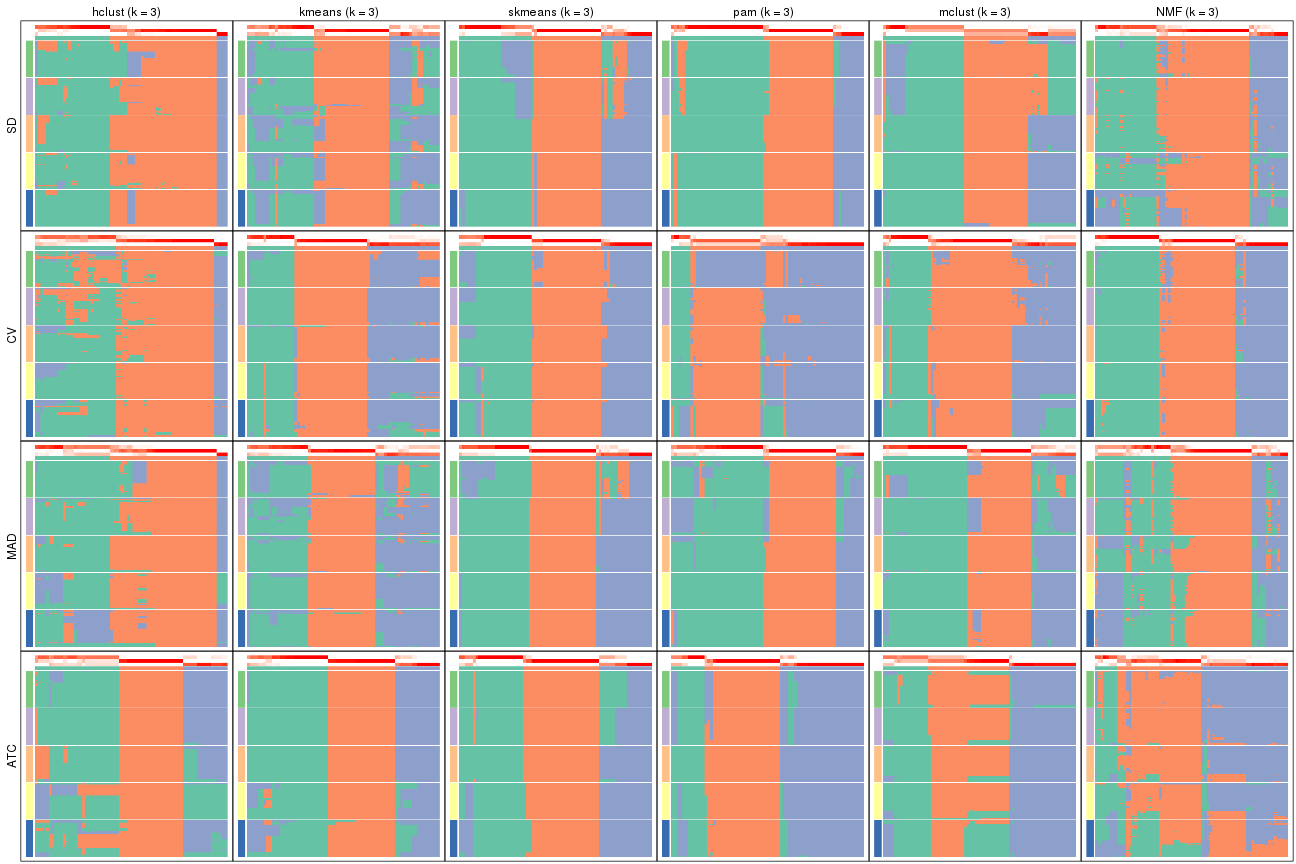 hclust (k = 3) kmeans (k = 3) skmeans (k = 3) pam (k = 3) mclust (k = 3) NMF (k = 3)
SD
CV
MAD
ATC